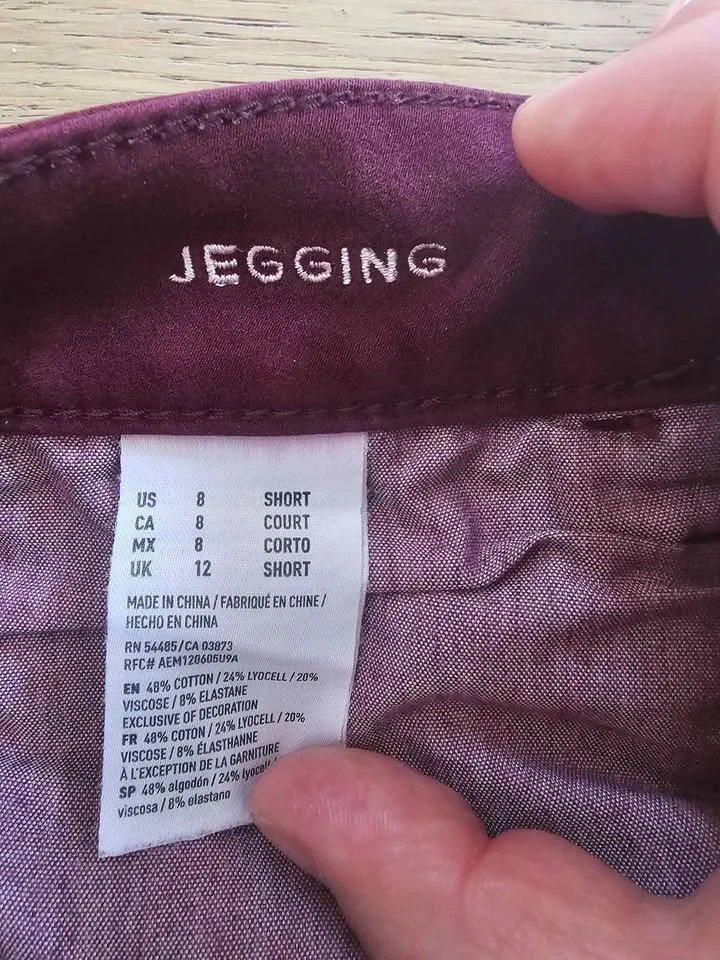 JEGGING
US 8 SHORT
CA 8 COURT
MX 8 CORTO
UK 12 SHORT
MADE IN CHINA / FABRIQUÉ EN CHINE /
HECHO EN CHINA
RN 54485/CA 03873
RFC# AEM120605U9A
EN 48% COTTON / 24% LYOCELL / 20%
VISCOSE / 8% ELASTANE
EXCLUSIVE OF DECORATION
FR 48% COTON / 24% LYOCELL / 20%
VISCOSE / 8% ÉLASTHANNE
À L'EXCEPTION DE LA GARNITURE
SP 48% algodón / 24% lyocell /
viscosa / 8% elastano